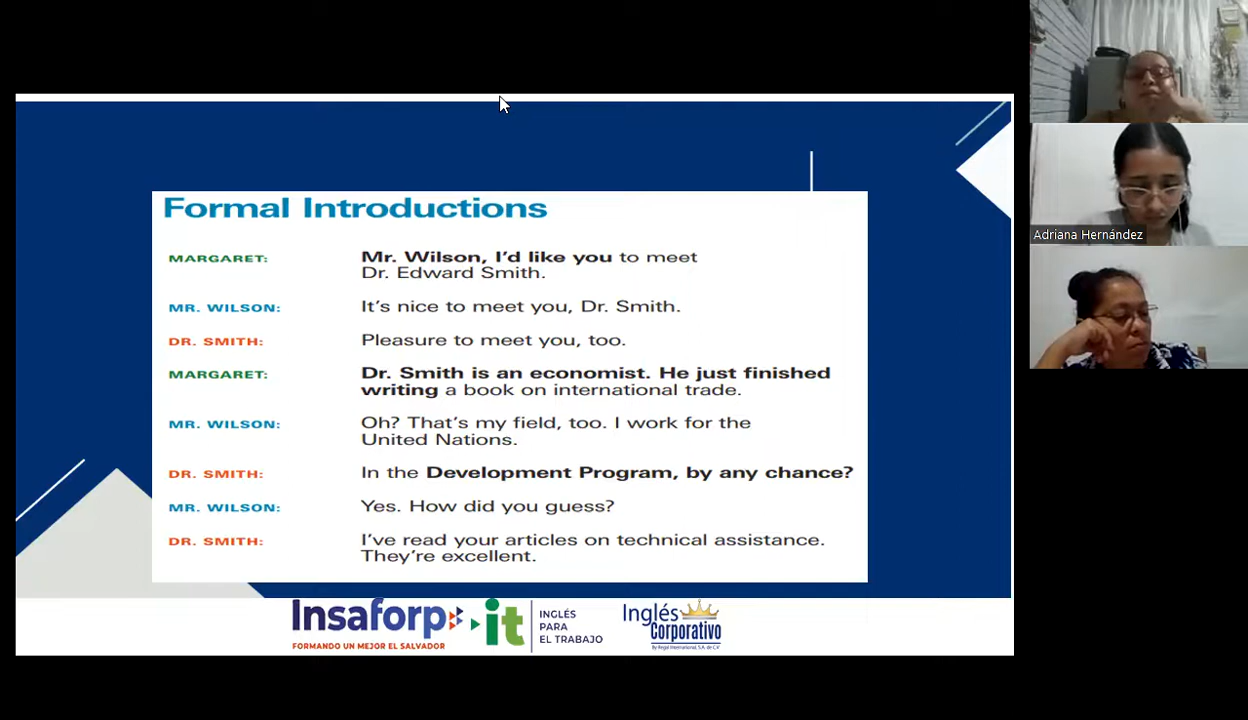 Formal Introductions
MARGARET: Mr. Wilson, I'd like you to meet
Dr. Edward Smith.
MR. WILSON: It's nice to meet you, Dr. Smith.
DR. SMITH: Pleasure to meet you, too.
MARGARET: Dr. Smith is an economist. He just finished
writing a book on international trade.
MR. WILSON: Oh? That's my field, too. I work for the
United Nations.
DR. SMITH: In the Development Program, by any chance?
MR. WILSON: Yes. How did you guess?
DR. SMITH: I've read your articles on technical assistance.
They're excellent.
Insaforp
FORMANDO UN MEJOR EL SALVADOR
it
INGLÉS
PARA
EL TRABAJO
Inglés
Corporativo
By Regal International, S.A. de C.V.
Adriana Hernández